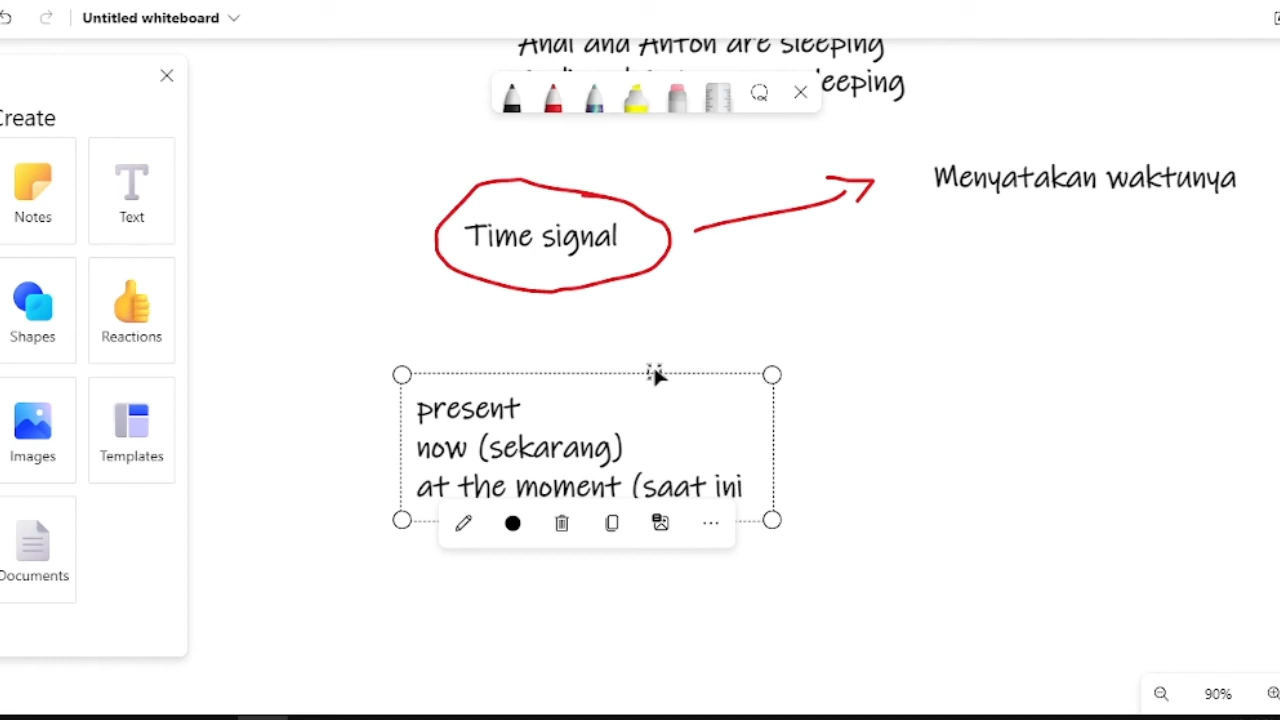 Untitled whiteboard
Andi and Anton are sleeping
sleeping
Create
Notes
Text
Shapes
Reactions
Images
Templates
Documents
Time signal
Menyatakan waktunya
present
now (sekarang)
at the moment (saat ini
90%